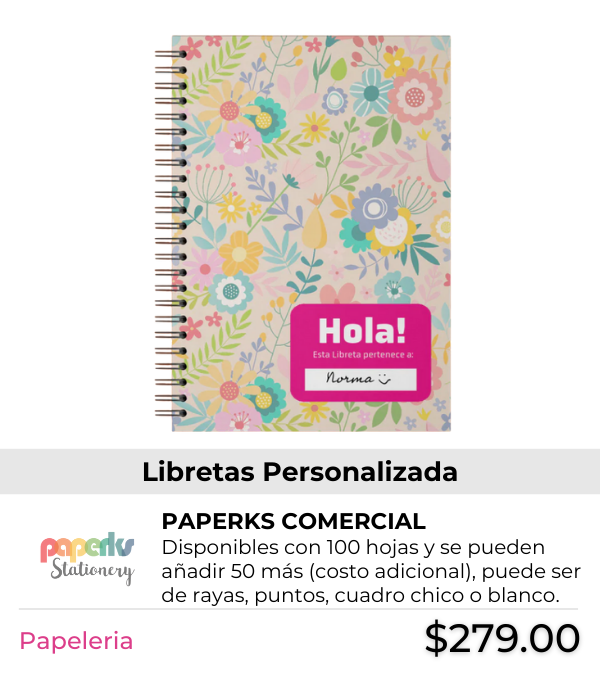 Hola!
Esta Libreta pertenece a:
Norma
Libretas Personalizada
paperks
Stationery
PAPERKS COMERCIAL
Disponibles con 100 hojas y se pueden
añadir 50 más (costo adicional), puede ser
de rayas, puntos, cuadro chico o blanco.
Papeleria
$279.00